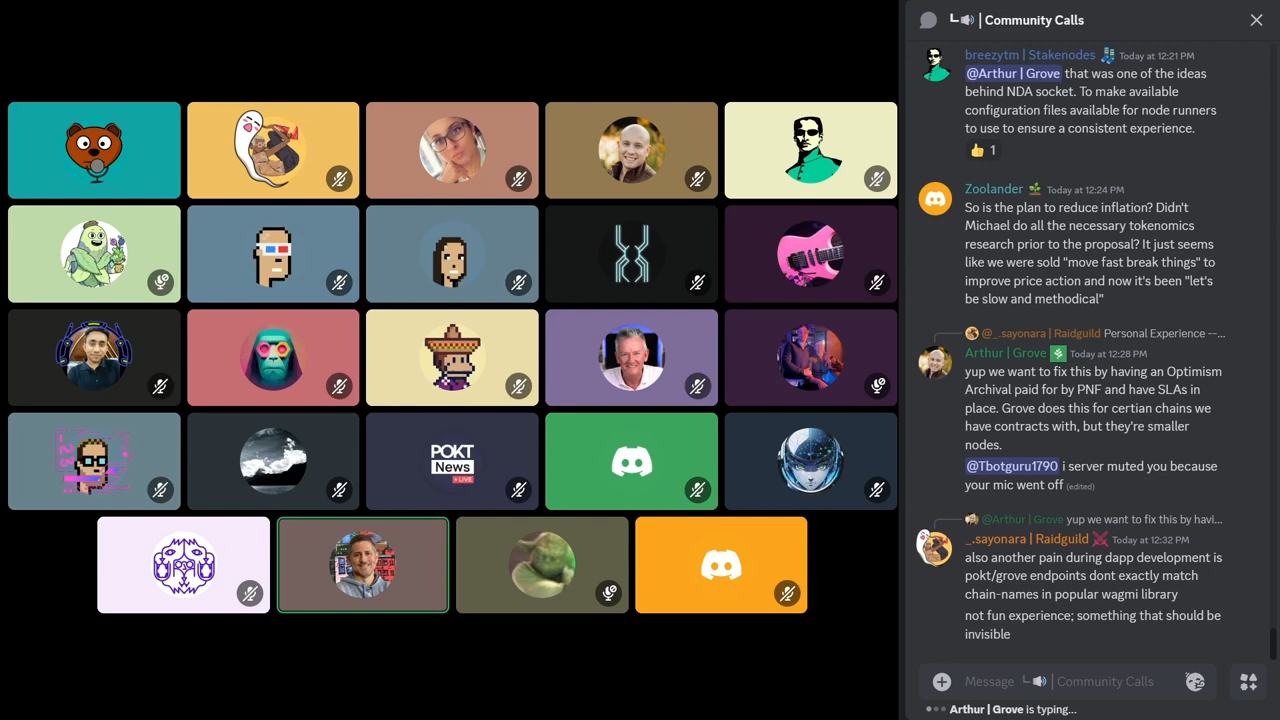 ┗🔊 | Community Calls
breezytm | Stakenodes 🧦 Today at 12:21 PM
@Arthur | Grove that was one of the ideas
behind NDA socket. To make available
configuration files available for node runners
to use to ensure a consistent experience.
👍 1
Zoolander 🌱 Today at 12:24 PM
So is the plan to reduce inflation? Didn't
Michael do all the necessary tokenomics
research prior to the proposal? It just seems
like we were sold "move fast break things" to
improve price action and now it's been "let's
be slow and methodical"
@_.sayonara | Raidguild Personal Experience --...
Arthur | Grove Today at 12:28 PM
yup we want to fix this by having an Optimism
Archival paid for by PNF and have SLAs in
place. Grove does this for certian chains we
have contracts with, but they're smaller
nodes.
@Tbotguru1790 i server muted you because
your mic went off (edited)
@Arthur | Grove yup we want to fix this by havi...
_.sayonara | Raidguild ⚔ Today at 12:32 PM
also another pain during dapp development is
pokt/grove endpoints dont exactly match
chain-names in popular wagmi library
not fun experience; something that should be
invisible
Message ┗🔊 | Community Calls
Arthur | Grove is typing...
POKT
News
LIVE